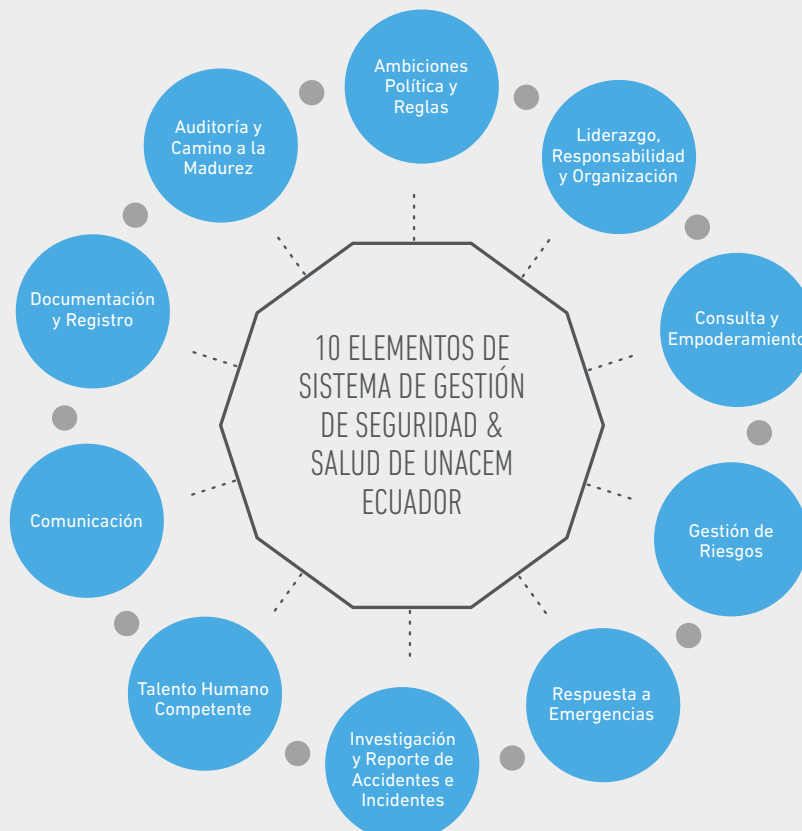 Ambiciones
Política y
Reglas
Liderazgo,
Responsabilidad
y Organización
Consulta y
Empoderamiento
Gestión de
Riesgos
Respuesta a
Emergencias
Investigación
y Reporte de
Accidentes e
Incidentes
Talento Humano
Competente
Comunicación
Documentación
y Registro
Auditoría y
Camino a la
Madurez
10 ELEMENTOS DE
SISTEMA DE GESTIÓN
DE SEGURIDAD &
SALUD DE UNACEM
ECUADOR